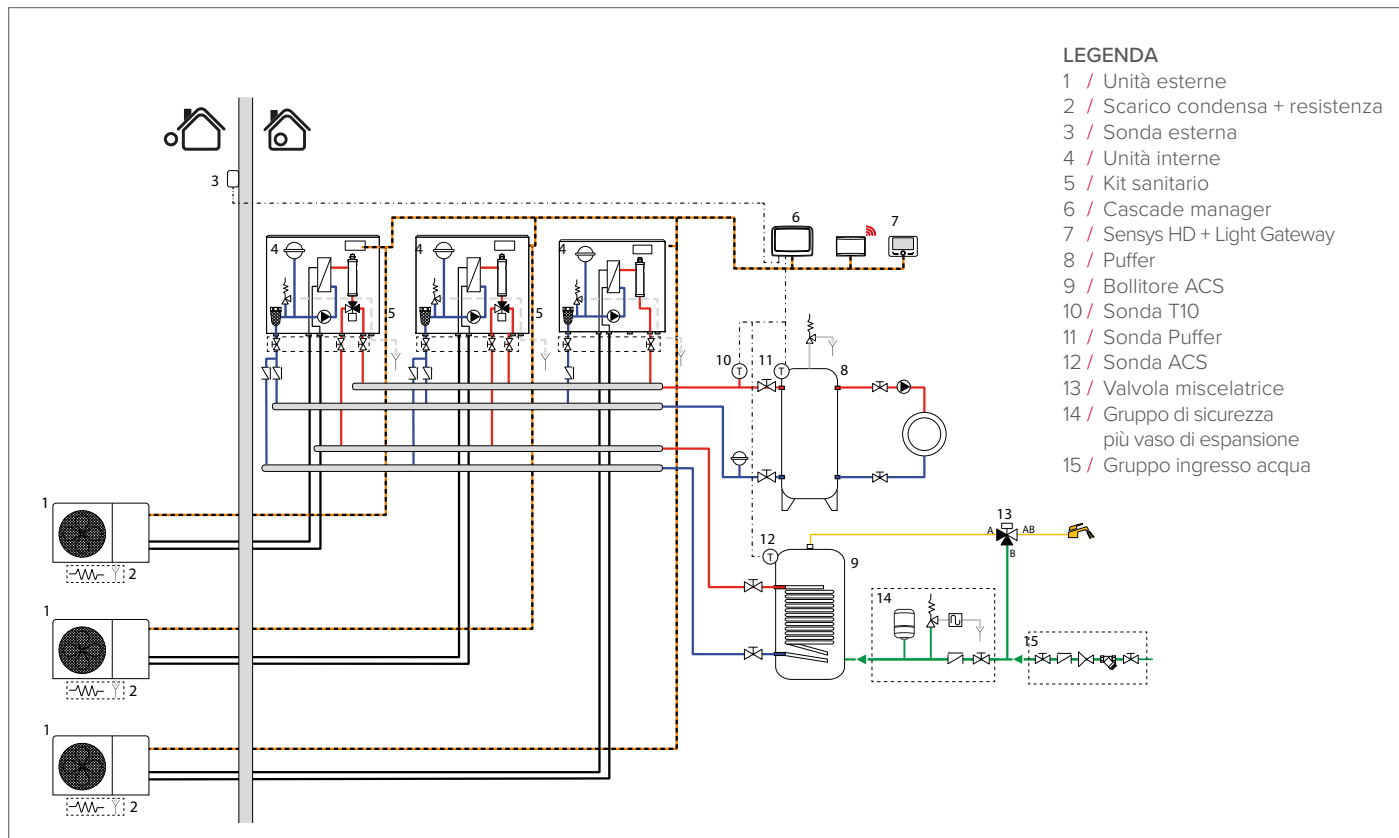 LEGENDA
1 / Unità esterne
2 / Scarico condensa + resistenza
3 / Sonda esterna
4 / Unità interne
5 / Kit sanitario
6 / Cascade manager
7 / Sensys HD + Light Gateway
8 / Puffer
9 / Bollitore ACS
10 / Sonda T10
11 / Sonda Puffer
12 / Sonda ACS
13 / Valvola miscelatrice
14 / Gruppo di sicurezza
più vaso di espansione
15 / Gruppo ingresso acqua
3
6
7
4
4
4
5
5
10
T
11
T
8
1
2
1
2
1
2
12
T
9
13
A
AB
B
14
15